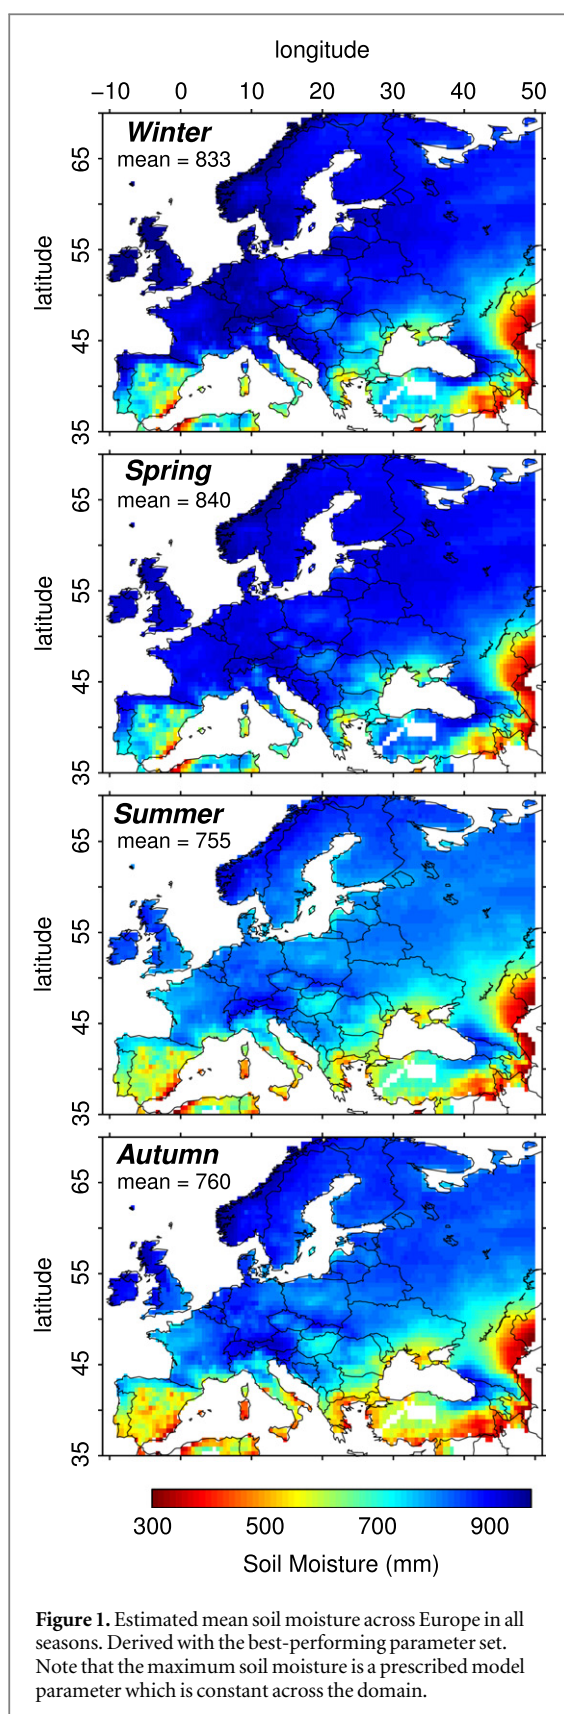 longitude
−10 0 10 20 30 40 50
Winter
mean = 833
65
55
45
35
latitude
Spring
mean = 840
65
55
45
35
latitude
Summer
mean = 755
65
55
45
35
latitude
Autumn
mean = 760
65
55
45
35
latitude
300 500 700 900
Soil Moisture (mm)
Figure 1. Estimated mean soil moisture across Europe in all
seasons. Derived with the best-performing parameter set.
Note that the maximum soil moisture is a prescribed model
parameter which is constant across the domain.